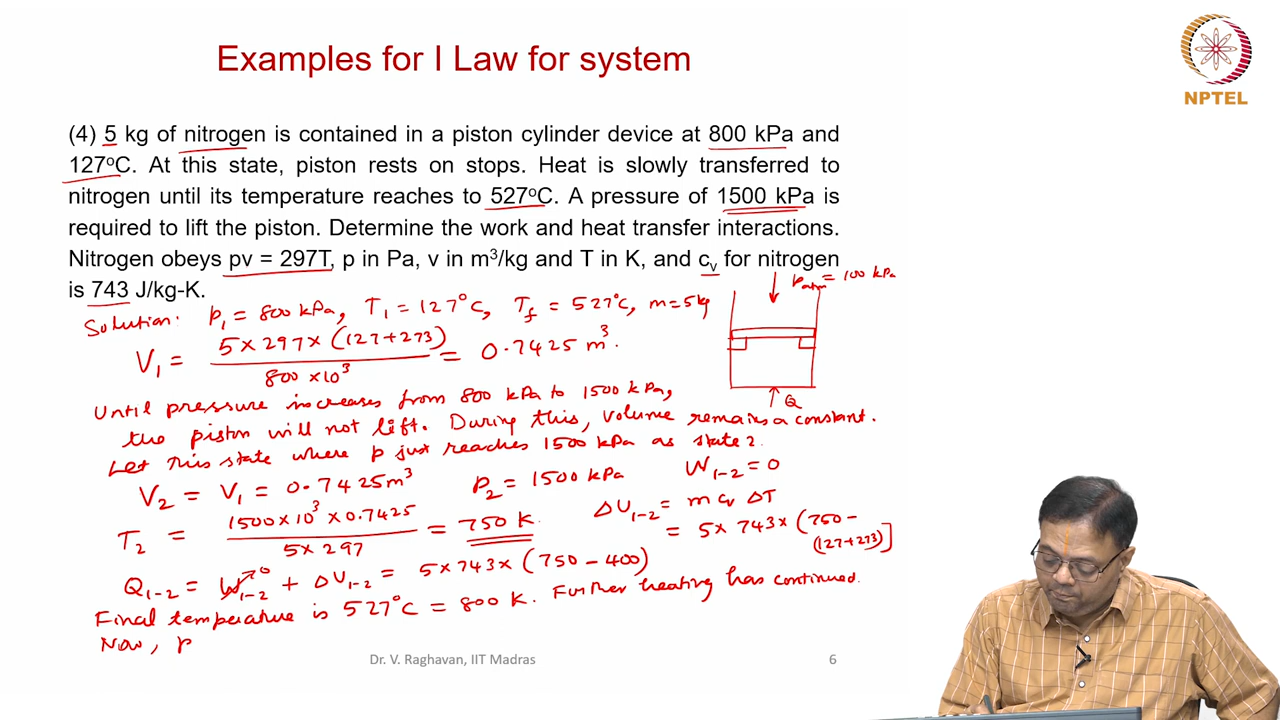 Examples for I Law for system
NPTEL
(4) 5 kg of nitrogen is contained in a piston cylinder device at 800 kPa and
127°C. At this state, piston rests on stops. Heat is slowly transferred to
nitrogen until its temperature reaches to 527°C. A pressure of 1500 kPa is
required to lift the piston. Determine the work and heat transfer interactions.
Nitrogen obeys pv = 297T, p in Pa, v in m³/kg and T in K, and cᵥ for nitrogen
is 743 J/kg-K.
Patm = 100 kPa
Solution: P₁ = 800 kPa, T₁ = 127°C, T_f = 527°C, m = 5 kg
V₁ = 5 × 297 × (127+273) / 800 × 10³ = 0.7425 m³.
Q
Until pressure increases from 800 kPa to 1500 kPa,
the piston will not lift. During this, volume remains a constant.
Let this state where p just reaches 1500 kPa as state 2.
V₂ = V₁ = 0.7425 m³ P₂ = 1500 kPa W₁₋₂ = 0
T₂ = 1500 × 10³ × 0.7425 / 5 × 297 = 750 K. ΔU₁₋₂ = m cᵥ ΔT
= 5 × 743 × (750 – (127+273)]
Q₁₋₂ = W₁₋₂ → 0 + ΔU₁₋₂ = 5 × 743 × (750 – 400)
Final temperature is 527°C = 800 K. Further heating has continued.
Now, p
Dr. V. Raghavan, IIT Madras
6